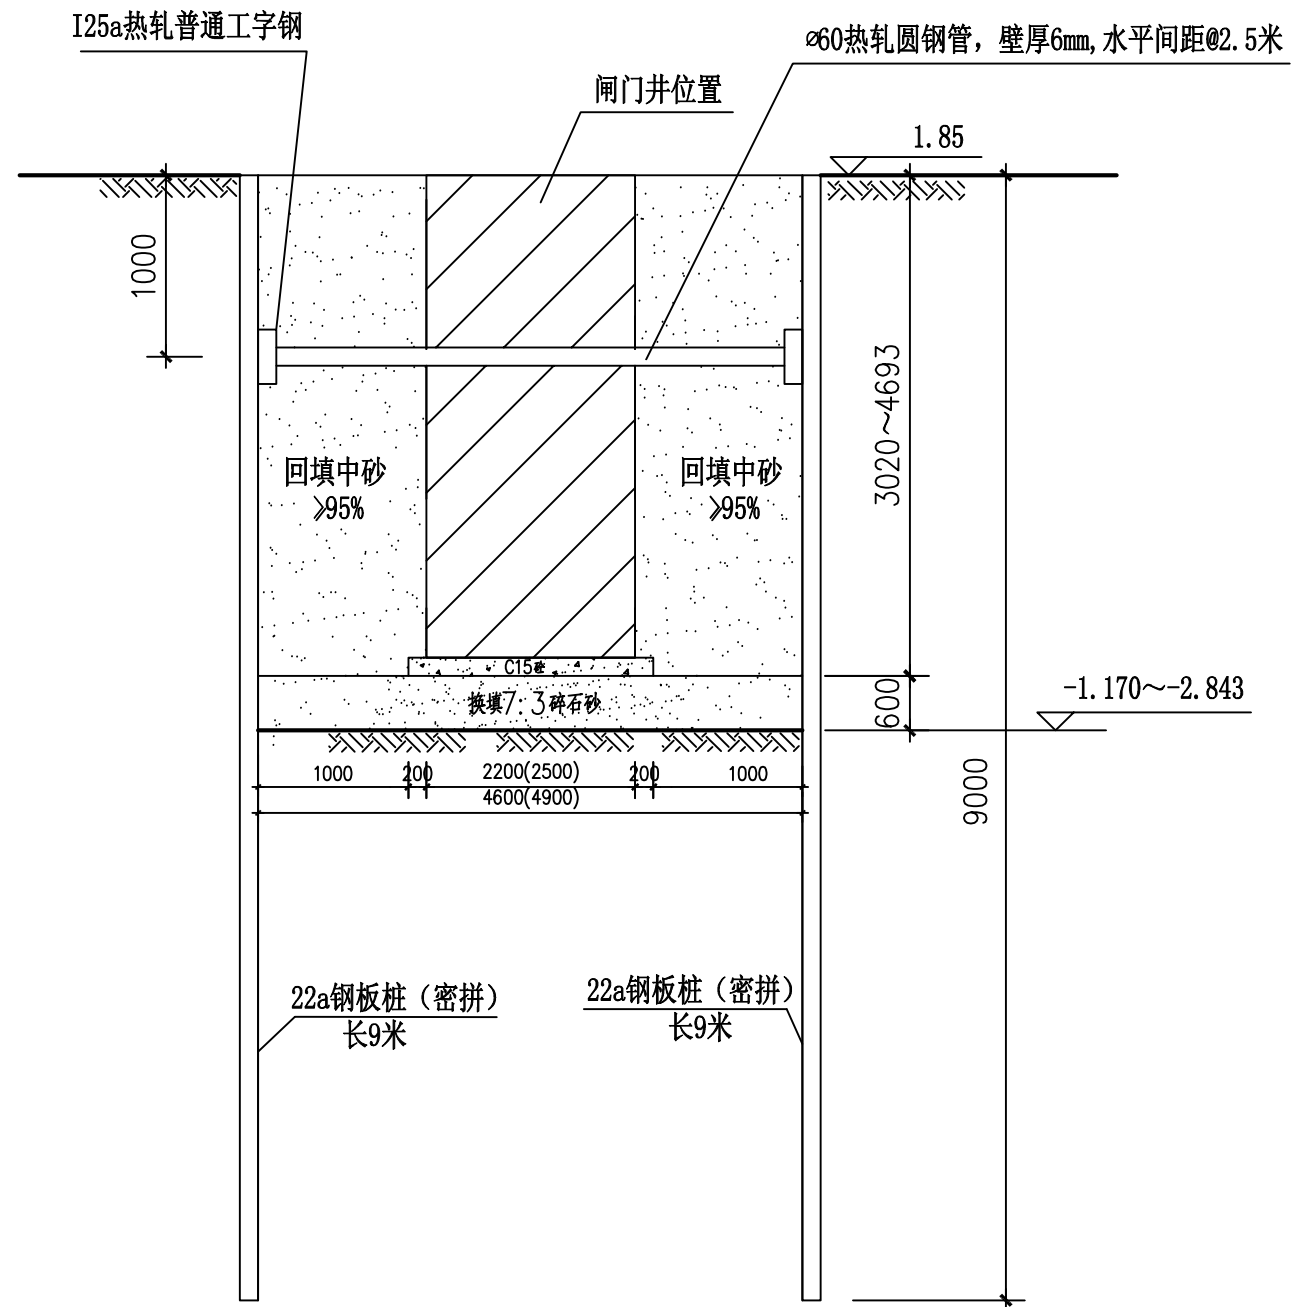 I25a热轧普通工字钢
⌀60热轧圆钢管，壁厚6mm,水平间距@2.5米
闸门井位置
1.85
1000
3020～4693
回填中砂
≥95%
回填中砂
≥95%
C15砼
换填7:3碎石砂
600
-1.170～-2.843
1000
200
2200(2500)
200
1000
4600(4900)
9000
22a钢板桩（密拼）
长9米
22a钢板桩（密拼）
长9米